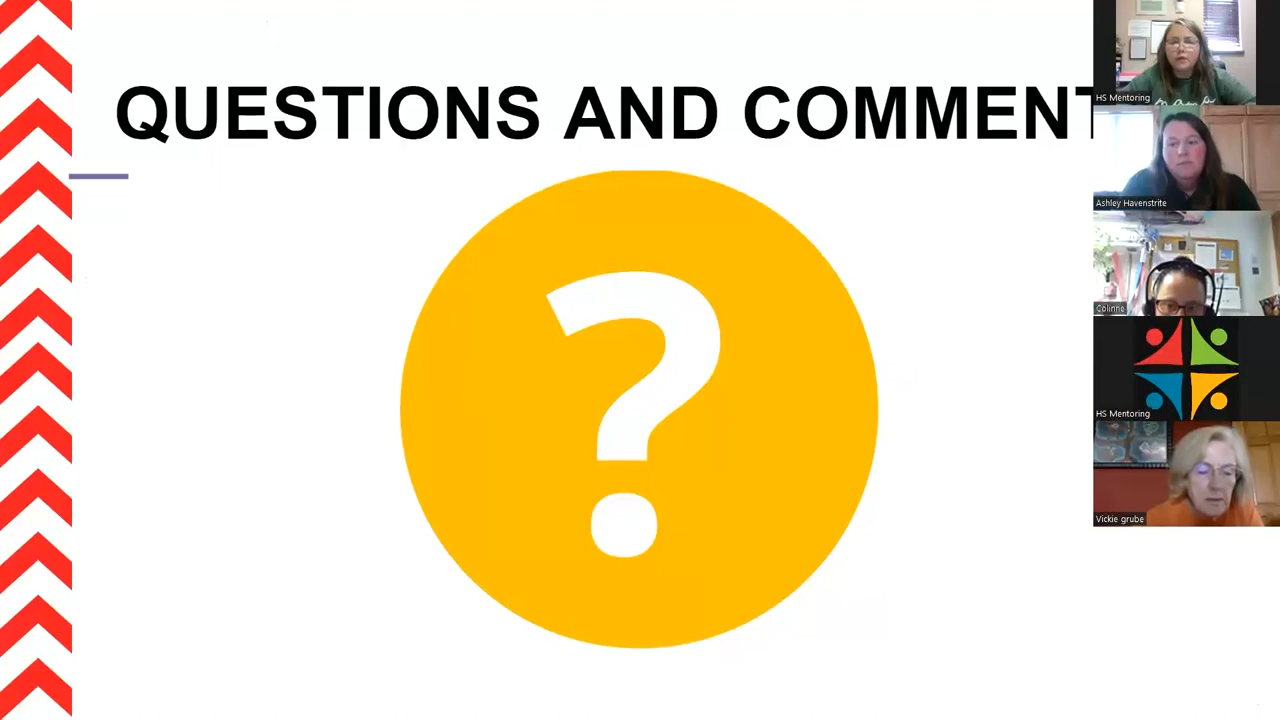 QUESTIONS AND COMMENT
?
HS Mentoring
Ashley Havenstrite
Colinne
HS Mentoring
Vickie grube